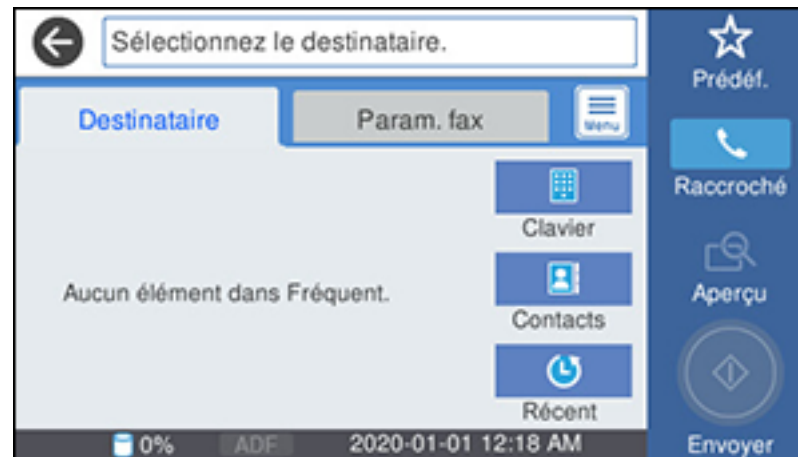 Sélectionnez le destinataire.
Prédéf.
Destinataire
Param. fax
Menu
Raccroché
Clavier
Aucun élément dans Fréquent.
Aperçu
Contacts
Récent
0%
ADF
2020-01-01 12:18 AM
Envoyer